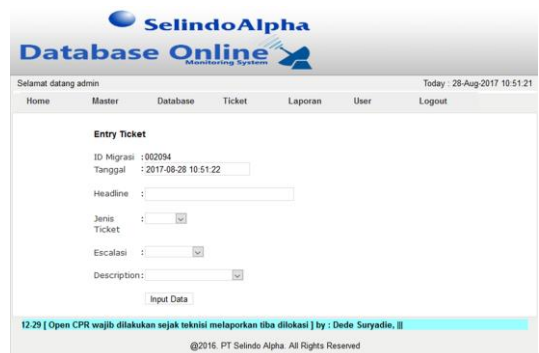 SelindoAlpha
Database Online
Monitoring System
Selamat datang admin Today : 28-Aug-2017 10:51:21
Home Master Database Ticket Laporan User Logout
Entry Ticket
ID Migrasi : 002094
Tanggal : 2017-08-28 10:51:22
Headline :
Jenis Ticket :
Escalasi :
Description :
Input Data
12-29 [ Open CPR wajib dilakukan sejak teknisi melaporkan tiba dilokasi ] by : Dede Suryadie, |||
@2016. PT Selindo Alpha. All Rights Reserved